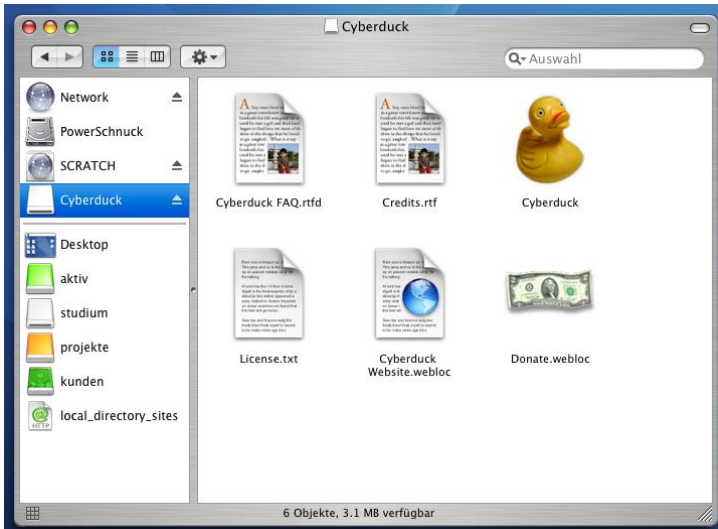 Cyberduck
Auswahl
Network
PowerSchnuck
SCRATCH
Cyberduck
Desktop
aktiv
studium
projekte
kunden
local_directory_sites
HTTP
Cyberduck FAQ.rtfd
Credits.rtf
Cyberduck
License.txt
Cyberduck
Website.webloc
Donate.webloc
6 Objekte, 3.1 MB verfügbar